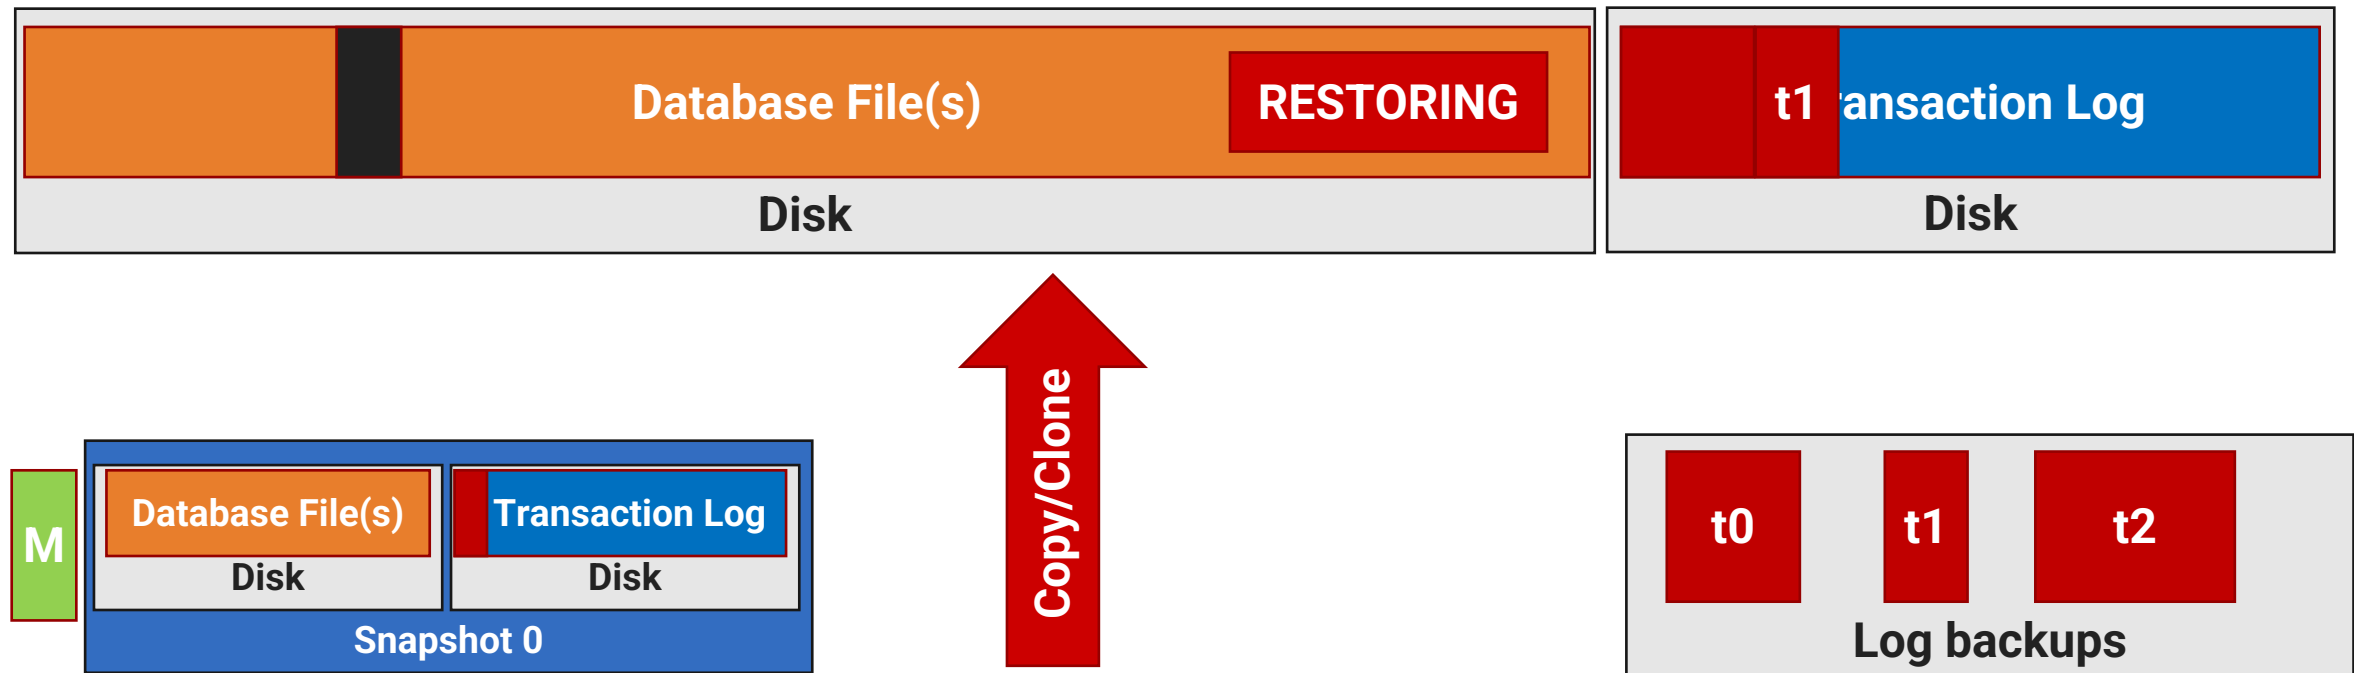 Database File(s)
RESTORING
t1
ansaction Log
Disk
Disk
Copy/Clone
M
Database File(s)
Transaction Log
Disk
Disk
Snapshot 0
t0
t1
t2
Log backups